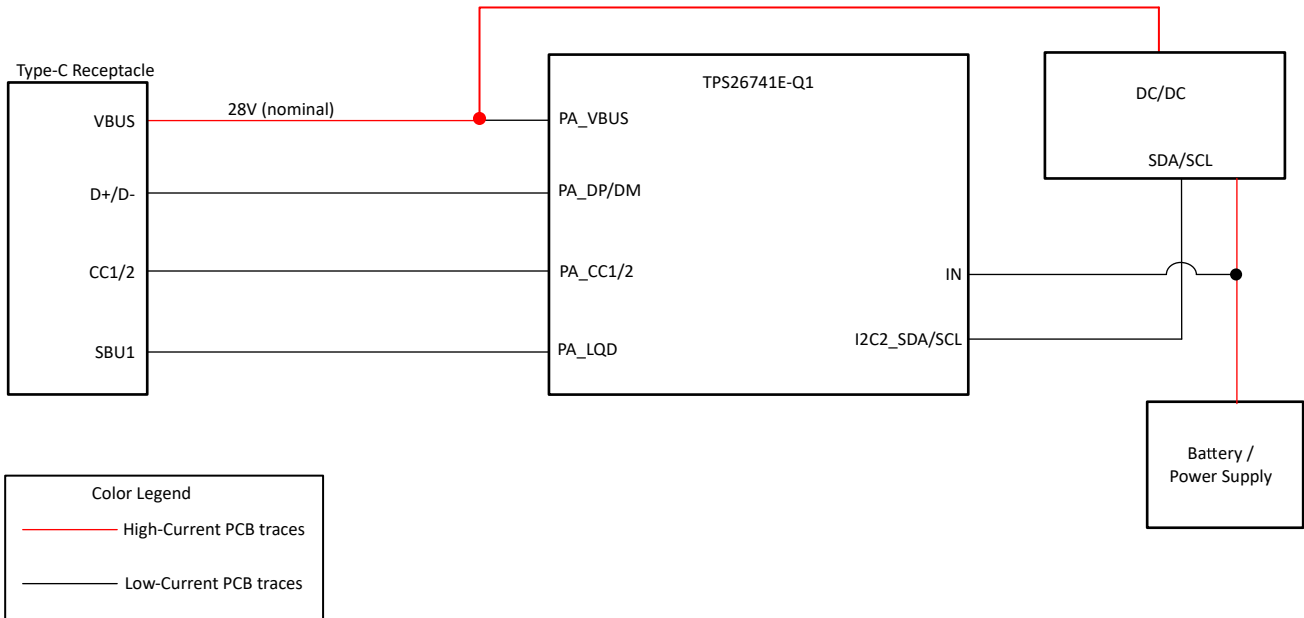 Type-C Receptacle
VBUS
D+/D-
CC1/2
SBU1
28V (nominal)
TPS26741E-Q1
PA_VBUS
PA_DP/DM
PA_CC1/2
PA_LQD
IN
I2C2_SDA/SCL
DC/DC
SDA/SCL
Battery /
Power Supply
Color Legend
High-Current PCB traces
Low-Current PCB traces